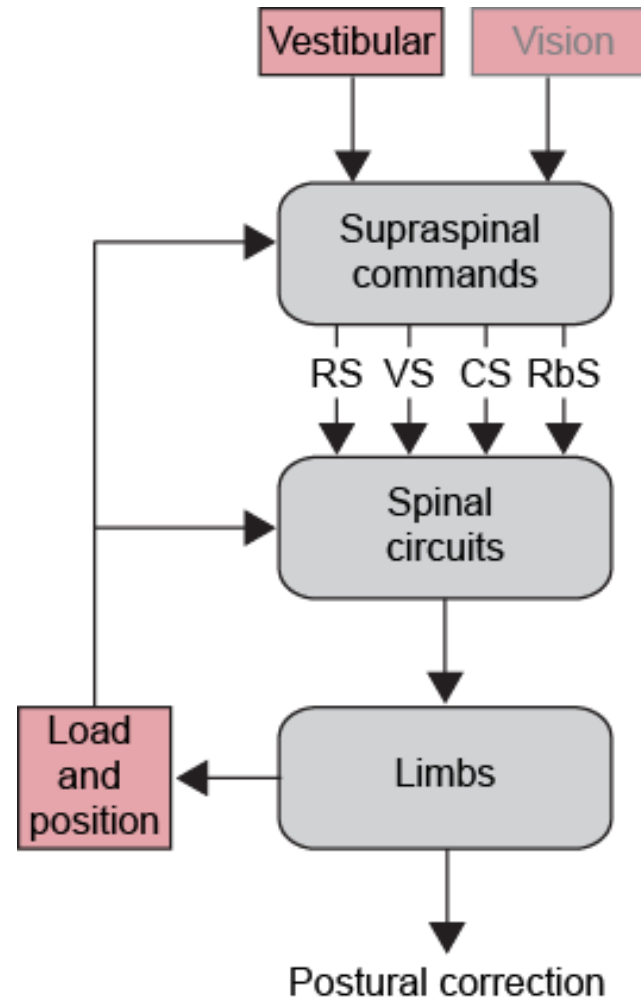 Vestibular
Vision
Supraspinal
commands
RS VS CS RbS
Spinal
circuits
Load
and
position
Limbs
Postural correction